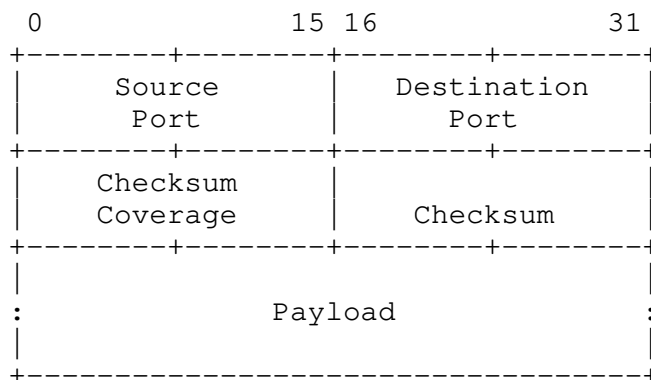 0 15 16 31
+--------+--------+--------+--------+
| Source | Destination |
| Port | Port |
+--------+--------+--------+--------+
| Checksum | |
| Coverage | Checksum |
+--------+--------+--------+--------+
| |
: Payload :
| |
+-----------------------------------+